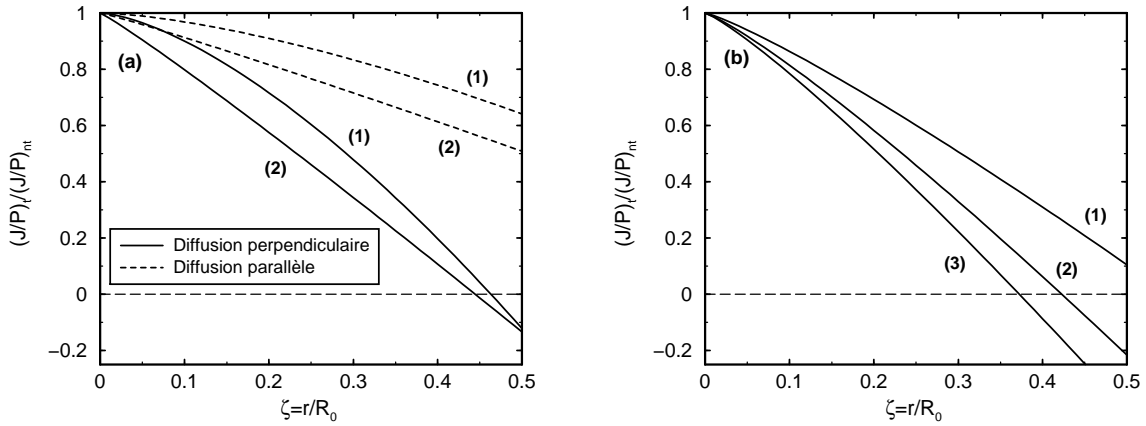 (J/P)t/(J/P)nt
1
0.8
0.6
0.4
0.2
0
−0.2
(a)
(1)
(2)
(1)
(2)
Diffusion perpendiculaire
Diffusion parallèle
0 0.1 0.2 0.3 0.4 0.5
ζ=r/R0
(J/P)t/(J/P)nt
1
0.8
0.6
0.4
0.2
0
−0.2
(b)
(1)
(2)
(3)
0 0.1 0.2 0.3 0.4 0.5
ζ=r/R0